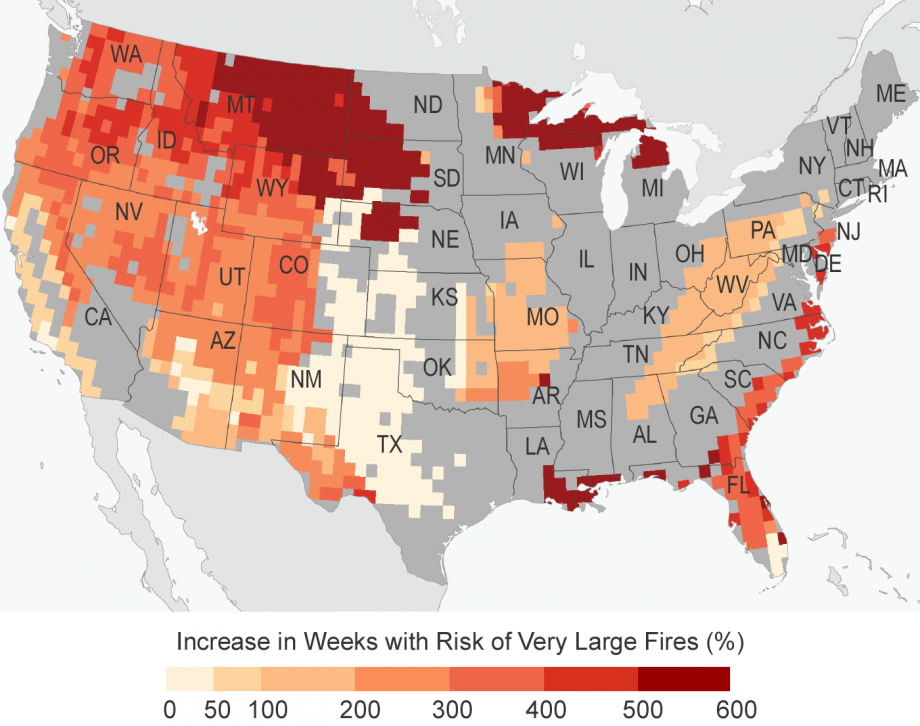 WA
ME
MT
ND
VT
ID
NH
OR
MN
NY
MA
WI
SD
MI
CT
RI
WY
NV
IA
PA
NJ
NE
OH
MD
DE
UT
CO
IL
IN
WV
KS
VA
CA
MO
KY
AZ
NC
TN
OK
NM
SC
AR
MS
GA
AL
TX
LA
FL
Increase in Weeks with Risk of Very Large Fires (%)
0 50 100 200 300 400 500 600